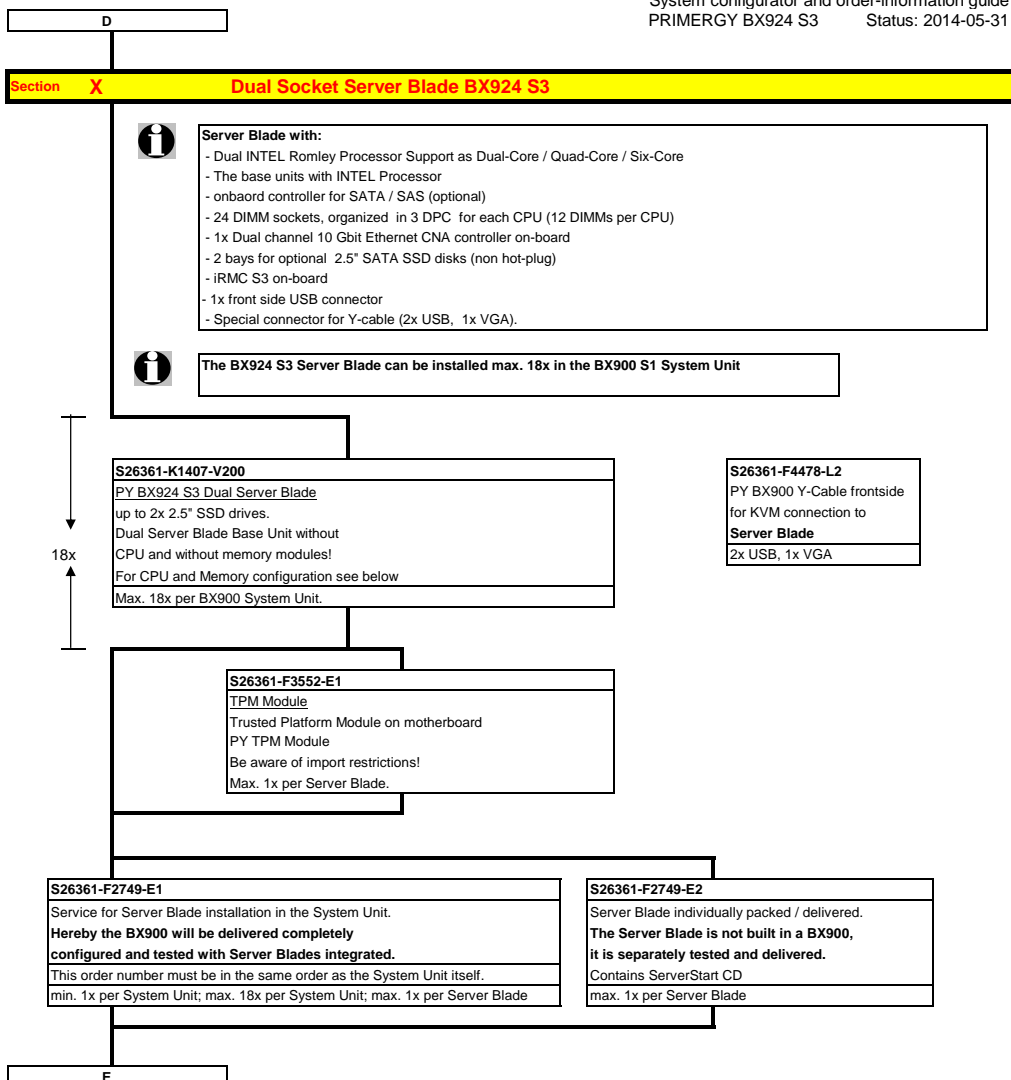 System configurator and order-information guide
PRIMERGY BX924 S3 Status: 2014-05-31
D
Section X Dual Socket Server Blade BX924 S3
Server Blade with:
- Dual INTEL Romley Processor Support as Dual-Core / Quad-Core / Six-Core
- The base units with INTEL Processor
- onbaord controller for SATA / SAS (optional)
- 24 DIMM sockets, organized in 3 DPC for each CPU (12 DIMMs per CPU)
- 1x Dual channel 10 Gbit Ethernet CNA controller on-board
- 2 bays for optional 2.5" SATA SSD disks (non hot-plug)
- iRMC S3 on-board
- 1x front side USB connector
- Special connector for Y-cable (2x USB, 1x VGA).
The BX924 S3 Server Blade can be installed max. 18x in the BX900 S1 System Unit
18x
S26361-K1407-V200
PY BX924 S3 Dual Server Blade
up to 2x 2.5" SSD drives.
Dual Server Blade Base Unit without
CPU and without memory modules!
For CPU and Memory configuration see below
Max. 18x per BX900 System Unit.
S26361-F4478-L2
PY BX900 Y-Cable frontside
for KVM connection to
Server Blade
2x USB, 1x VGA
S26361-F3552-E1
TPM Module
Trusted Platform Module on motherboard
PY TPM Module
Be aware of import restrictions!
Max. 1x per Server Blade.
S26361-F2749-E1
Service for Server Blade installation in the System Unit.
Hereby the BX900 will be delivered completely
configured and tested with Server Blades integrated.
This order number must be in the same order as the System Unit itself.
min. 1x per System Unit; max. 18x per System Unit; max. 1x per Server Blade
S26361-F2749-E2
Server Blade individually packed / delivered.
The Server Blade is not built in a BX900,
it is separately tested and delivered.
Contains ServerStart CD
max. 1x per Server Blade
E